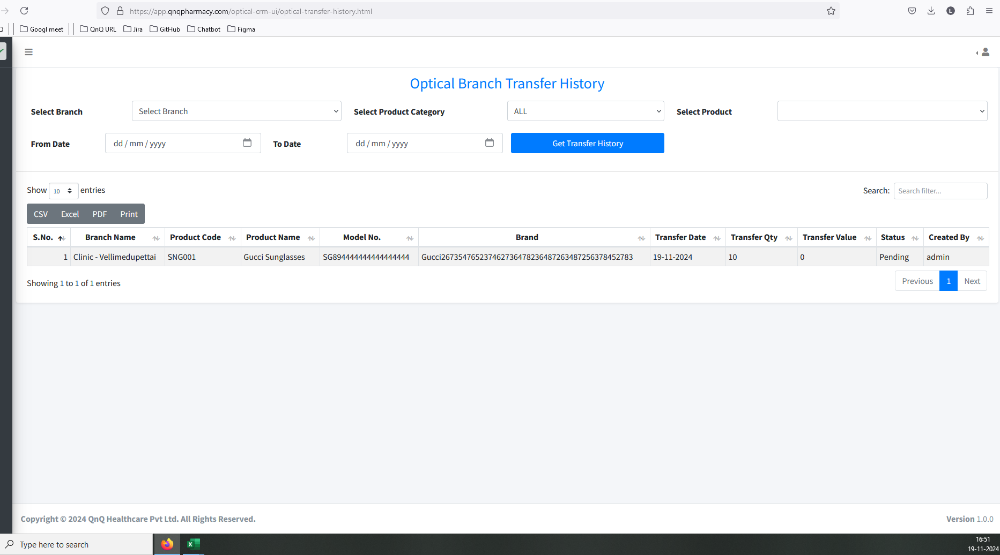 https://app.qnqpharmacy.com/optical-crm-ui/optical-transfer-history.html
L
Googl meet
QnQ URL
Jira
GitHub
Chatbot
Figma
Optical Branch Transfer History
Select Branch
Select Branch
Select Product Category
ALL
Select Product
From Date
dd / mm / yyyy
To Date
dd / mm / yyyy
Get Transfer History
Show 10 entries
Search: Search filter...
CSV Excel PDF Print
S.No. Branch Name Product Code Product Name Model No. Brand Transfer Date Transfer Qty Transfer Value Status Created By
1 Clinic - Vellimedupettai SNG001 Gucci Sunglasses SG894444444444444444 Gucci26735476523746273647823648726348725637845​2783 19-11-2024 10 0 Pending admin
Showing 1 to 1 of 1 entries
Previous 1 Next
Copyright © 2024 QnQ Healthcare Pvt Ltd. All Rights Reserved.
Version 1.0.0
Type here to search
16:51
19-11-2024